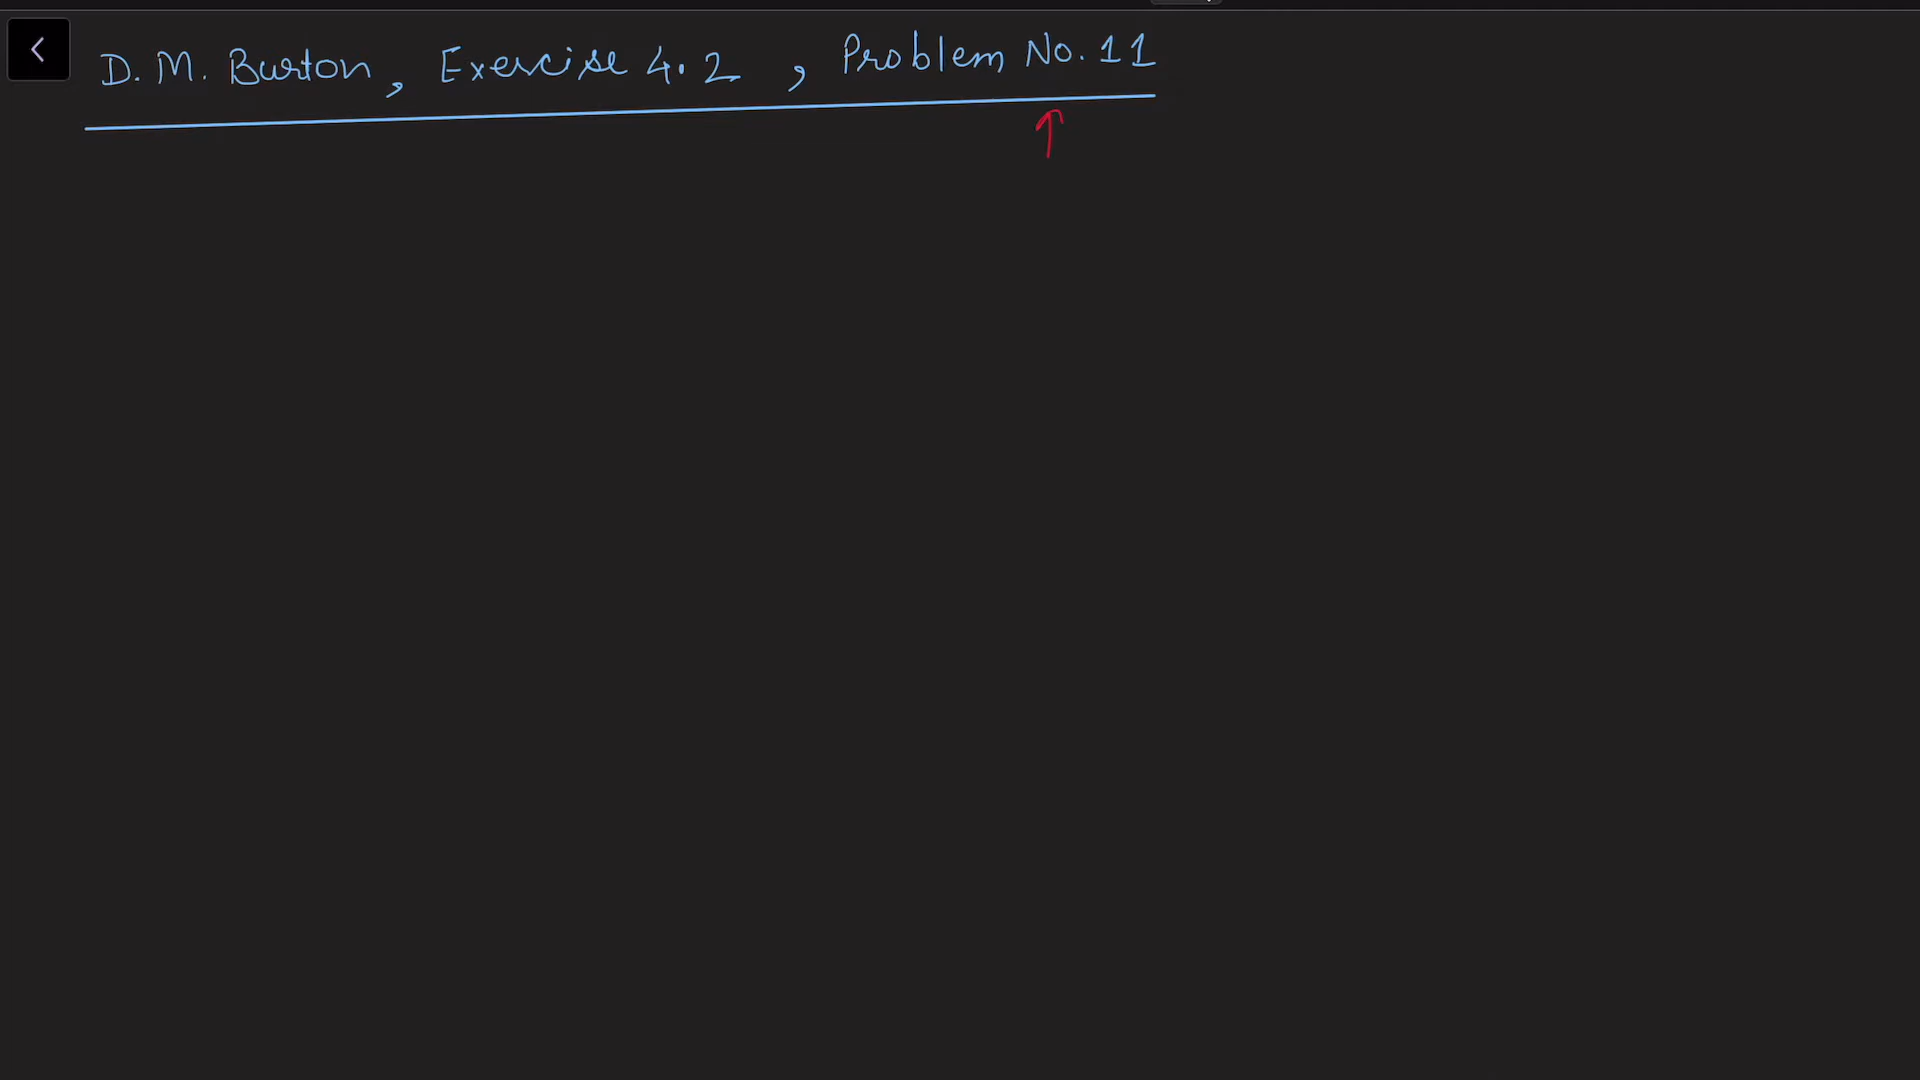 D. M. Burton, Exercise 4.2, Problem No. 11